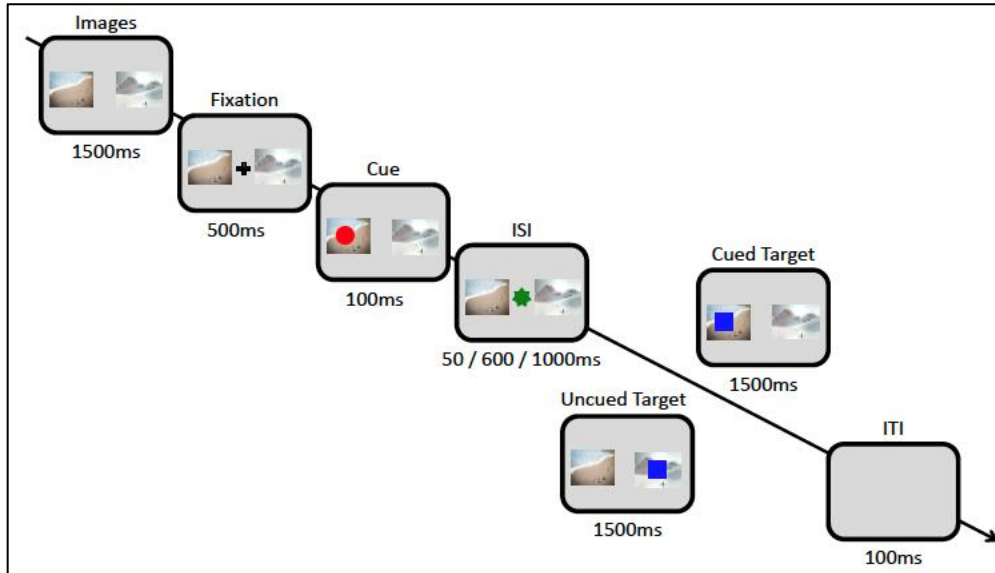 Images
1500ms
Fixation
500ms
Cue
100ms
ISI
50 / 600 / 1000ms
Cued Target
1500ms
Uncued Target
1500ms
ITI
100ms